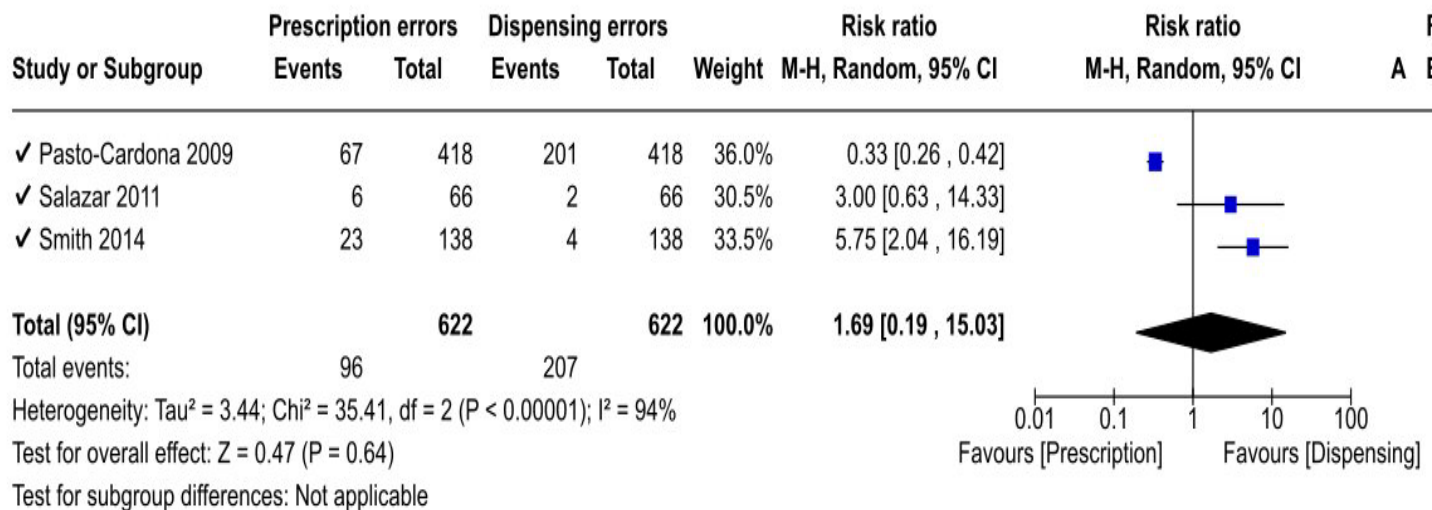 Prescription errors Dispensing errors Risk ratio Risk ratio
Study or Subgroup Events Total Events Total Weight M-H, Random, 95% CI M-H, Random, 95% CI A
✓ Pasto-Cardona 2009 67 418 201 418 36.0% 0.33 [0.26 , 0.42]
✓ Salazar 2011 6 66 2 66 30.5% 3.00 [0.63 , 14.33]
✓ Smith 2014 23 138 4 138 33.5% 5.75 [2.04 , 16.19]
Total (95% CI) 622 622 100.0% 1.69 [0.19 , 15.03]
Total events: 96 207
Heterogeneity: Tau² = 3.44; Chi² = 35.41, df = 2 (P < 0.00001); I² = 94%
Test for overall effect: Z = 0.47 (P = 0.64)
Test for subgroup differences: Not applicable
0.01 0.1 1 10 100
Favours [Prescription] Favours [Dispensing]